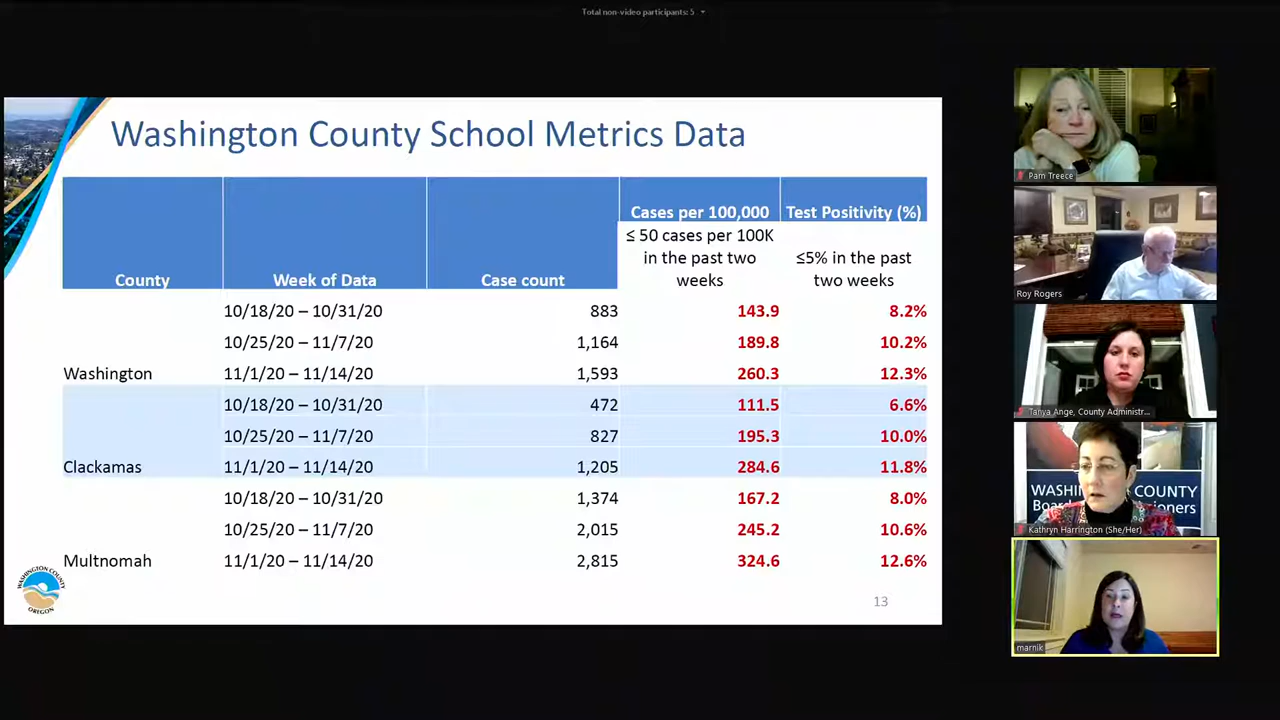 Total non-video participants: 5
Washington County School Metrics Data
County Week of Data Case count Cases per 100,000 Test Positivity (%)
≤ 50 cases per 100K in the past two weeks ≤5% in the past two weeks
10/18/20 – 10/31/20 883 143.9 8.2%
10/25/20 – 11/7/20 1,164 189.8 10.2%
Washington 11/1/20 – 11/14/20 1,593 260.3 12.3%
10/18/20 – 10/31/20 472 111.5 6.6%
10/25/20 – 11/7/20 827 195.3 10.0%
Clackamas 11/1/20 – 11/14/20 1,205 284.6 11.8%
10/18/20 – 10/31/20 1,374 167.2 8.0%
10/25/20 – 11/7/20 2,015 245.2 10.6%
Multnomah 11/1/20 – 11/14/20 2,815 324.6 12.6%
WASHINGTON COUNTY
OREGON
13
Pam Treece
Roy Rogers
Tanya Ange, County Administr...
WASHI COUNTY
Boar ioners
Kathryn Harrington (She/Her)
marnik